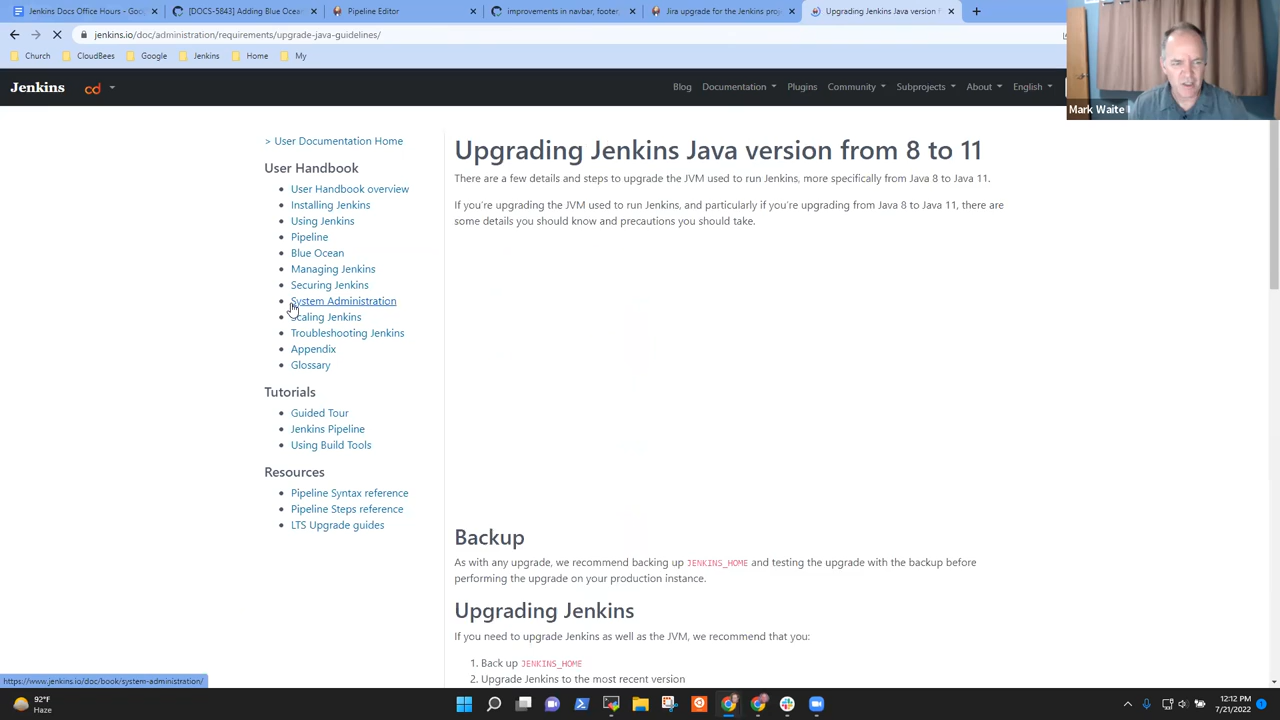 Jenkins Docs Office Hours - Goo
[DOCS-5843] Adding Blue Ocean
Pipeline Editor
improvements in navbar, footer,
Jira upgrade for the Jenkins proj
Upgrading Jenkins Java version f
jenkins.io/doc/administration/requirements/upgrade-java-guidelines/
Church
CloudBees
Google
Jenkins
Home
My
Mark Waite
Jenkins
cd
Blog
Documentation
Plugins
Community
Subprojects
About
English
> User Documentation Home
User Handbook
User Handbook overview
Installing Jenkins
Using Jenkins
Pipeline
Blue Ocean
Managing Jenkins
Securing Jenkins
System Administration
Scaling Jenkins
Troubleshooting Jenkins
Appendix
Glossary
Tutorials
Guided Tour
Jenkins Pipeline
Using Build Tools
Resources
Pipeline Syntax reference
Pipeline Steps reference
LTS Upgrade guides
Upgrading Jenkins Java version from 8 to 11
There are a few details and steps to upgrade the JVM used to run Jenkins, more specifically from Java 8 to Java 11.
If you're upgrading the JVM used to run Jenkins, and particularly if you're upgrading from Java 8 to Java 11, there are
some details you should know and precautions you should take.
Backup
As with any upgrade, we recommend backing up JENKINS_HOME and testing the upgrade with the backup before
performing the upgrade on your production instance.
Upgrading Jenkins
If you need to upgrade Jenkins as well as the JVM, we recommend that you:
1. Back up JENKINS_HOME
2. Upgrade Jenkins to the most recent version
https://www.jenkins.io/doc/book/system-administration/
92°F
Haze
12:12 PM
7/21/2022